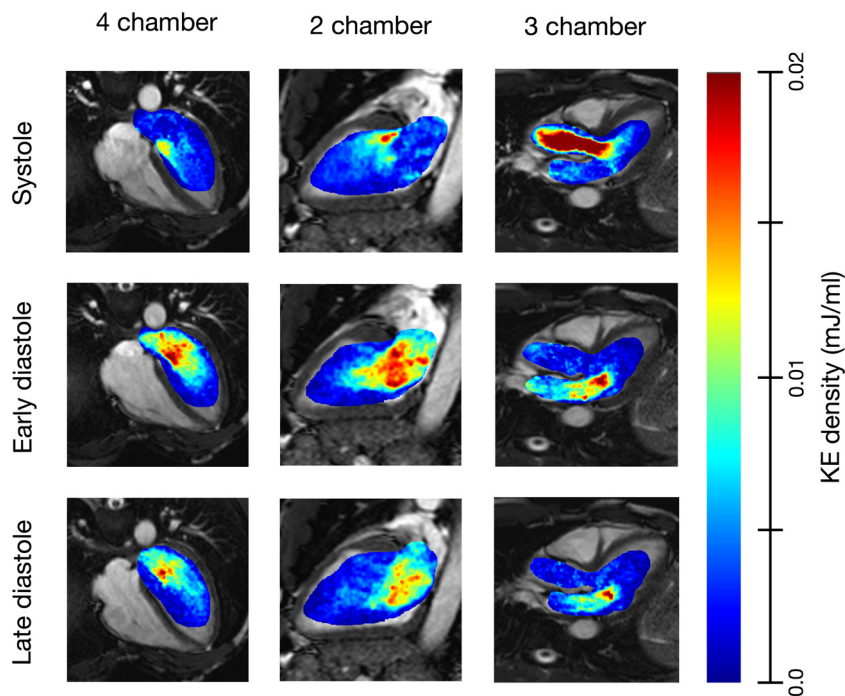 4 chamber
2 chamber
3 chamber
Systole
Early diastole
Late diastole
0.02
0.01
0.0
KE density (mJ/ml)